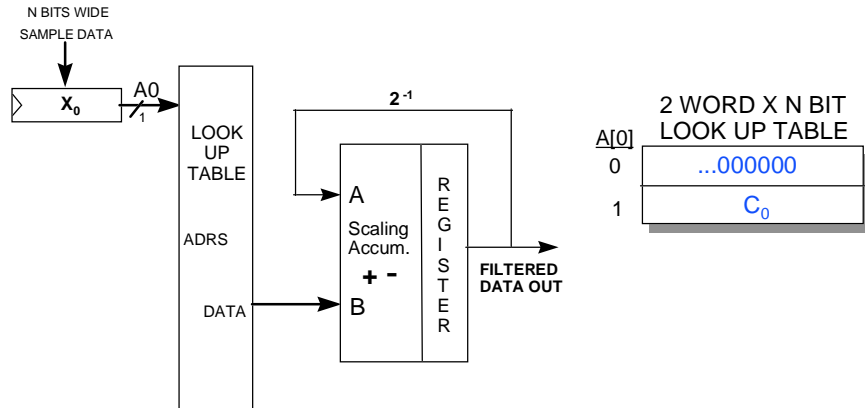 N BITS WIDE
SAMPLE DATA
X0
A0
1
LOOK
UP
TABLE
ADRS
DATA
2 -1
A
Scaling
Accum.
+ -
B
R
E
G
I
S
T
E
R
FILTERED
DATA OUT
2 WORD X N BIT
LOOK UP TABLE
A[0]
0 ...000000
1 C0